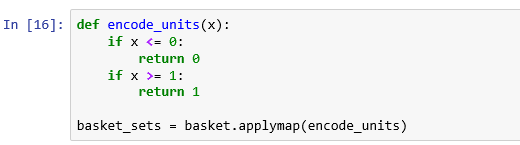 In [16]: def encode_units(x):
    if x <= 0:
        return 0
    if x >= 1:
        return 1

basket_sets = basket.applymap(encode_units)